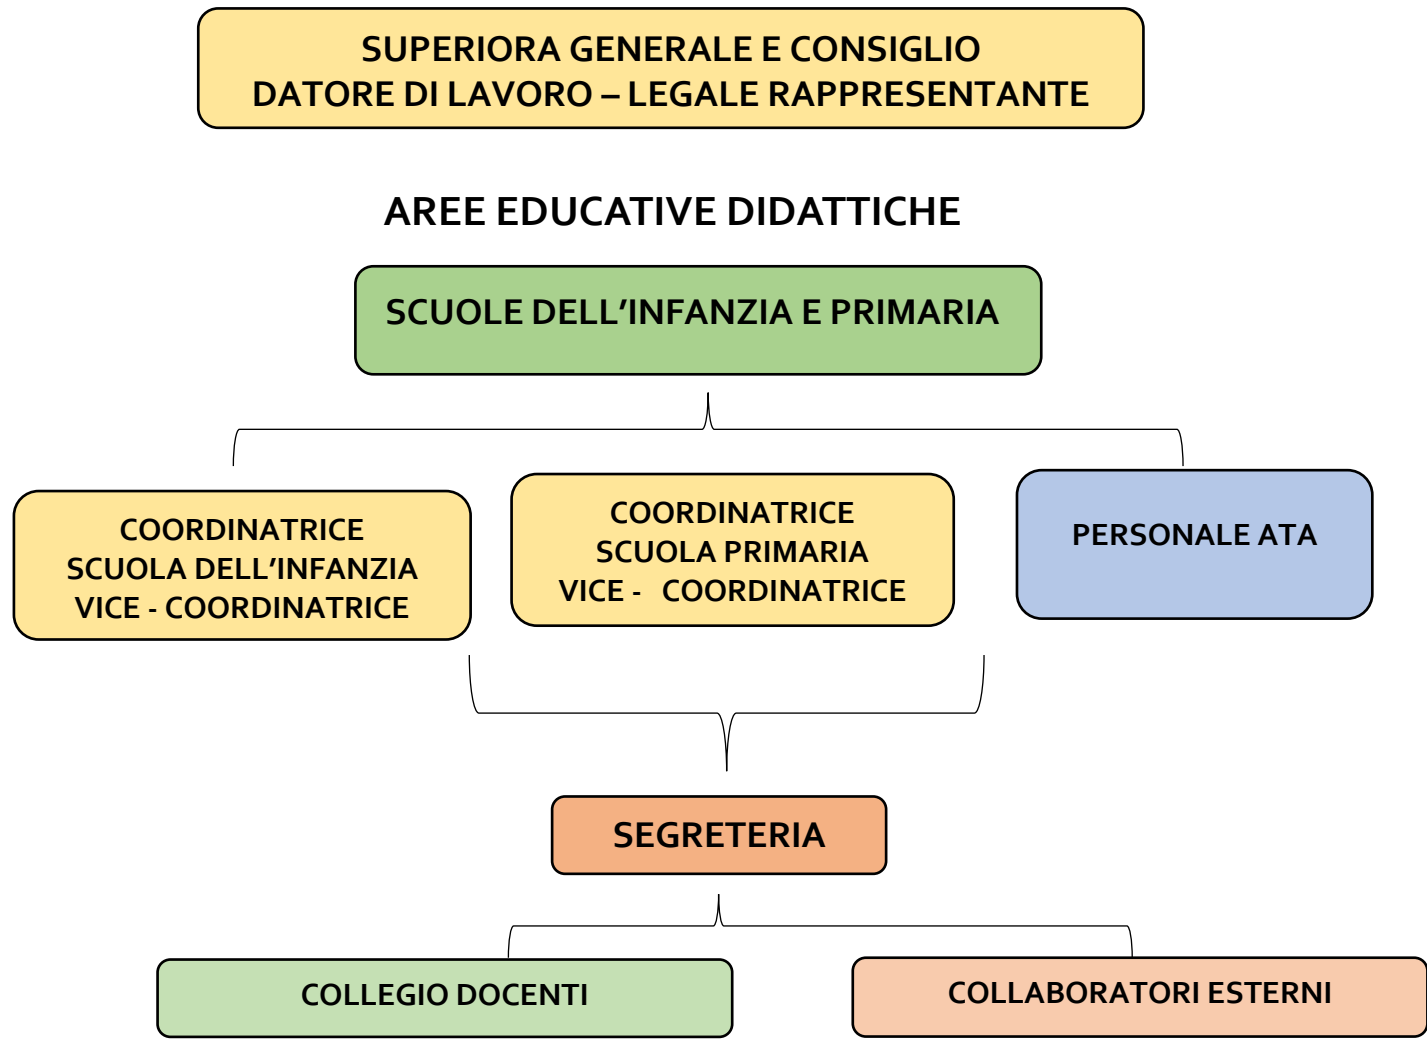 SUPERIORA GENERALE E CONSIGLIO
DATORE DI LAVORO – LEGALE RAPPRESENTANTE
AREE EDUCATIVE DIDATTICHE
SCUOLE DELL’INFANZIA E PRIMARIA
COORDINATRICE
SCUOLA DELL’INFANZIA
VICE - COORDINATRICE
COORDINATRICE
SCUOLA PRIMARIA
VICE -   COORDINATRICE
PERSONALE ATA
SEGRETERIA
COLLEGIO DOCENTI
COLLABORATORI ESTERNI